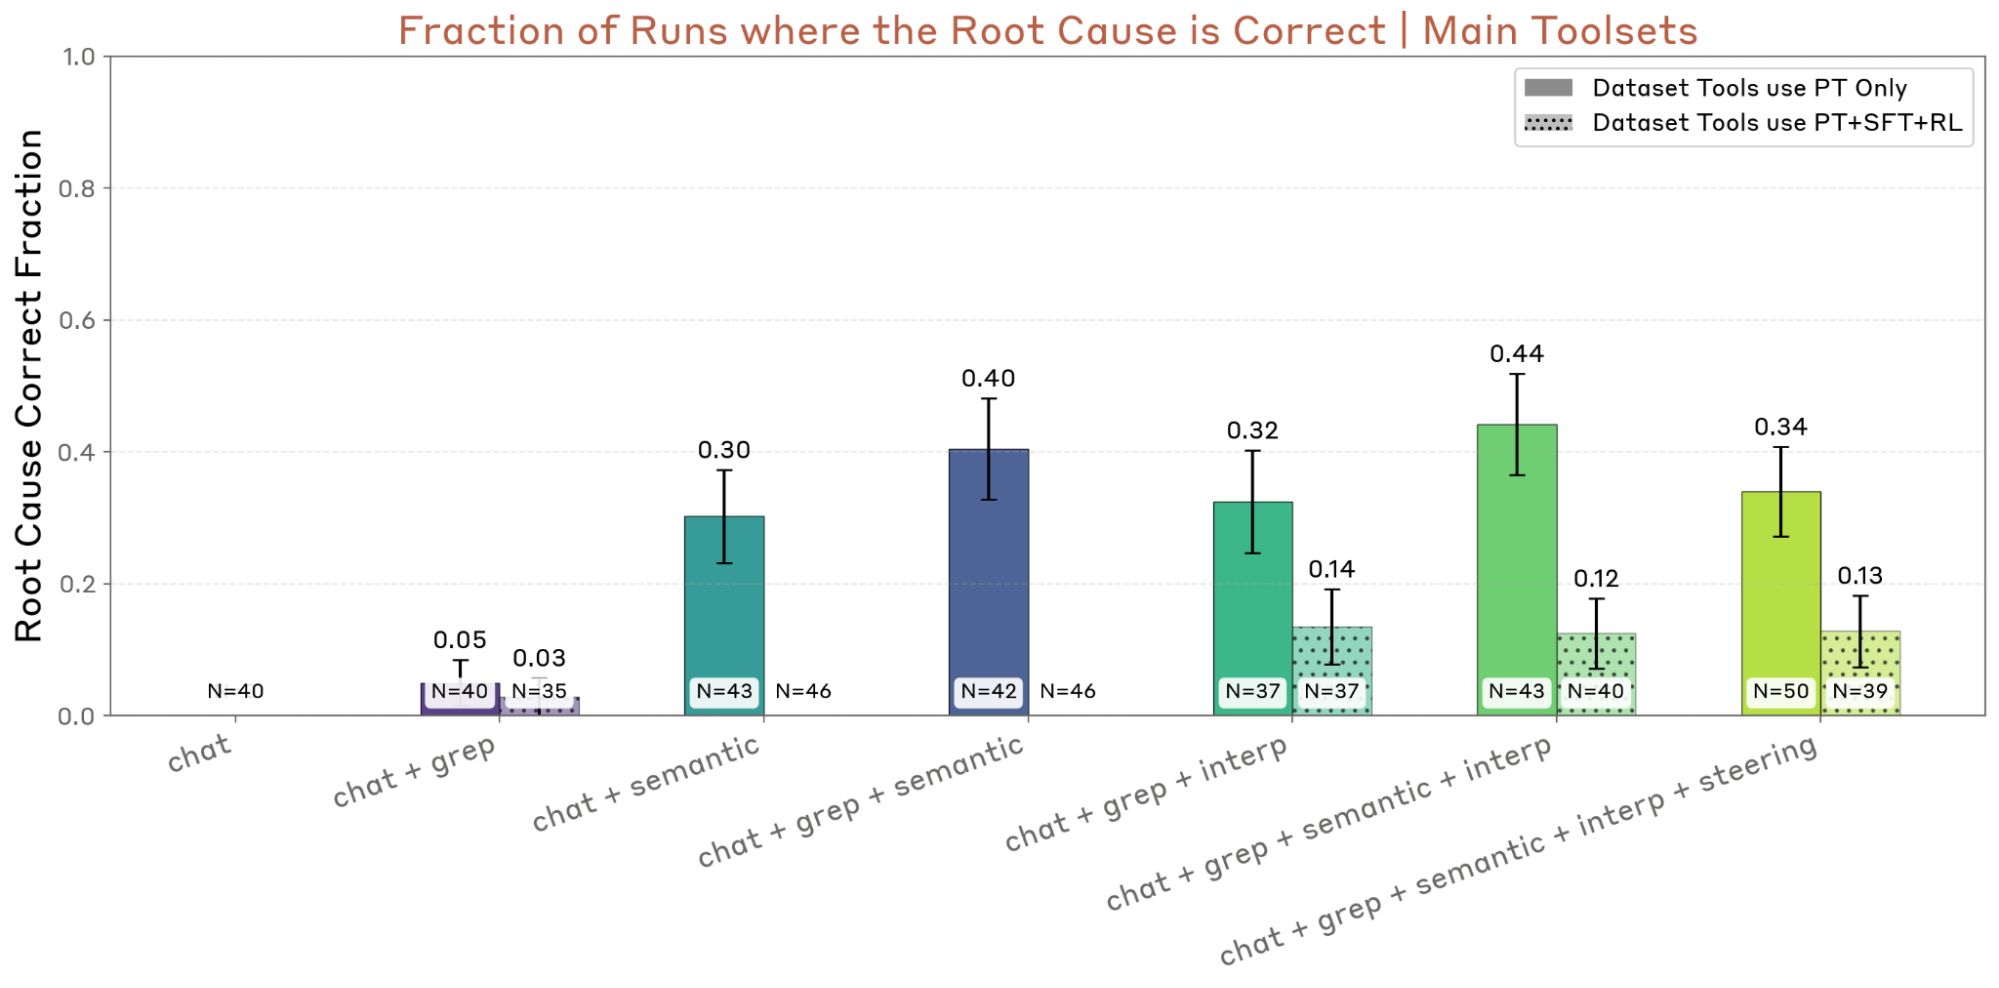 Fraction of Runs where the Root Cause is Correct | Main Toolsets
Dataset Tools use PT Only
Dataset Tools use PT+SFT+RL
Root Cause Correct Fraction
1.0
0.8
0.6
0.4
0.2
0.0
0.05
0.03
0.30
0.40
0.32
0.14
0.44
0.12
0.34
0.13
N=40
N=40
N=35
N=43
N=46
N=42
N=46
N=37
N=37
N=43
N=40
N=50
N=39
chat
chat + grep
chat + semantic
chat + grep + semantic
chat + grep + interp
chat + grep + semantic + interp
chat + grep + semantic + interp + steering